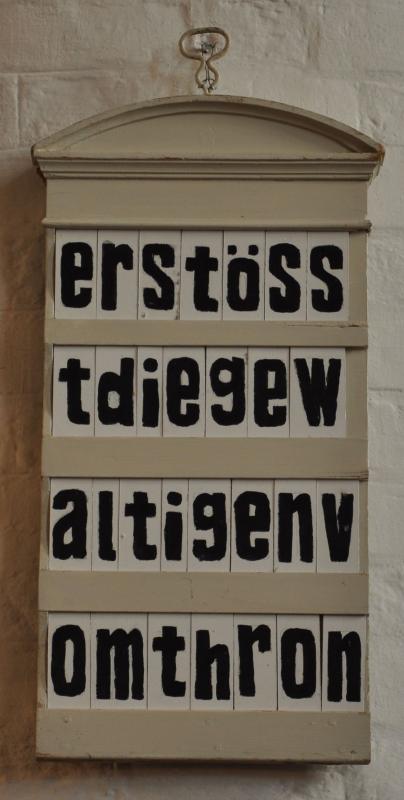 erstöss
tdiegew
altigenv
omthron